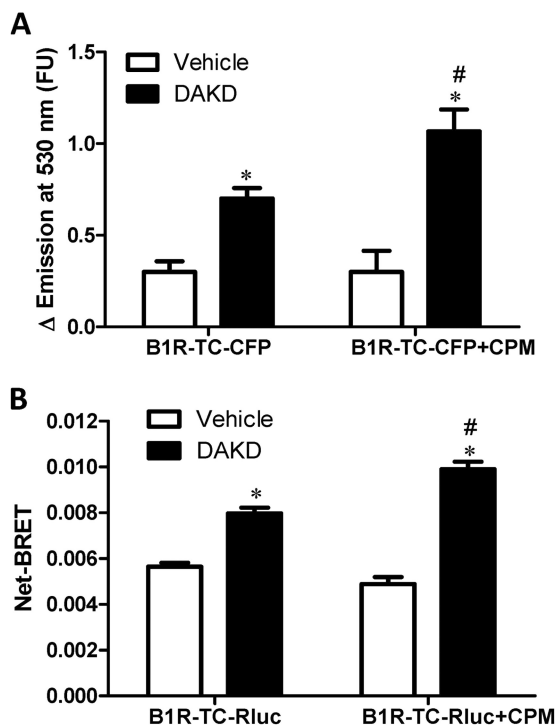 A
Δ Emission at 530 nm (FU)
1.5
1.0
0.5
0.0
Vehicle
DAKD
*
#
*
B1R-TC-CFP
B1R-TC-CFP+CPM
B
Net-BRET
0.012
0.010
0.008
0.006
0.004
0.002
0.000
Vehicle
DAKD
*
#
*
B1R-TC-Rluc
B1R-TC-Rluc+CPM